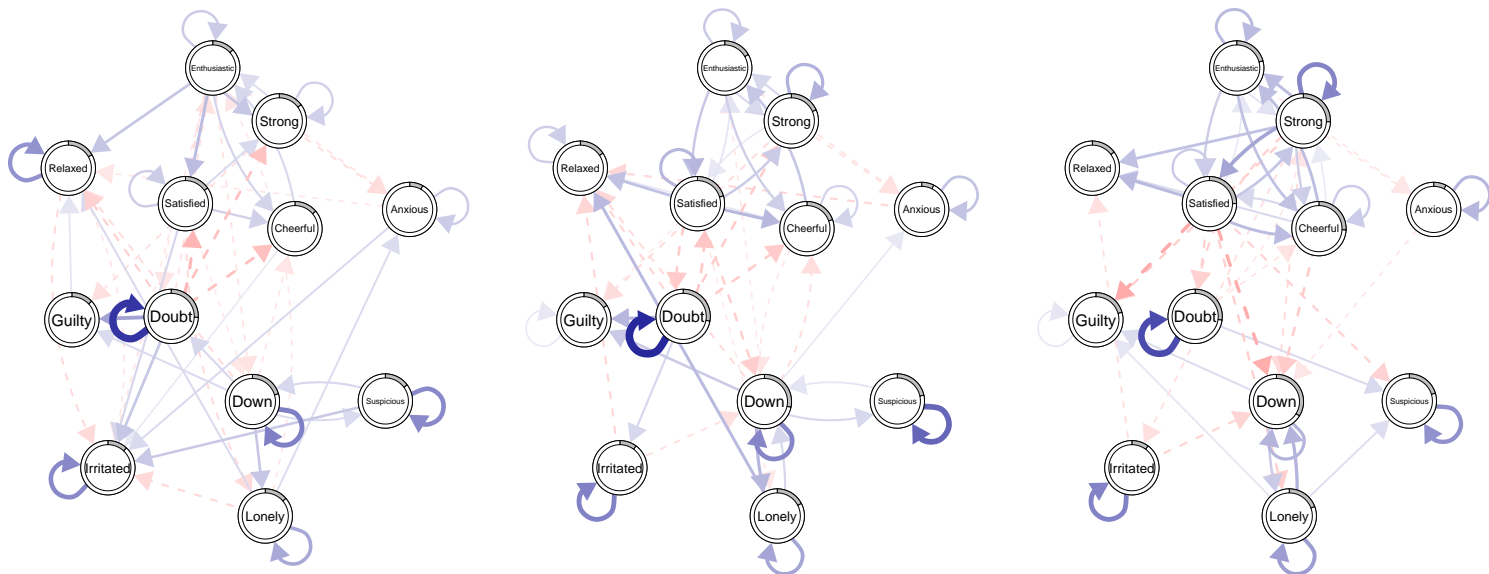 Enthusiastic
Strong
Relaxed
Satisfied
Anxious
Cheerful
Guilty
Doubt
Down
Suspicious
Irritated
Lonely
Enthusiastic
Strong
Relaxed
Satisfied
Anxious
Cheerful
Guilty
Doubt
Down
Suspicious
Irritated
Lonely
Enthusiastic
Strong
Relaxed
Satisfied
Anxious
Cheerful
Guilty
Doubt
Down
Suspicious
Irritated
Lonely